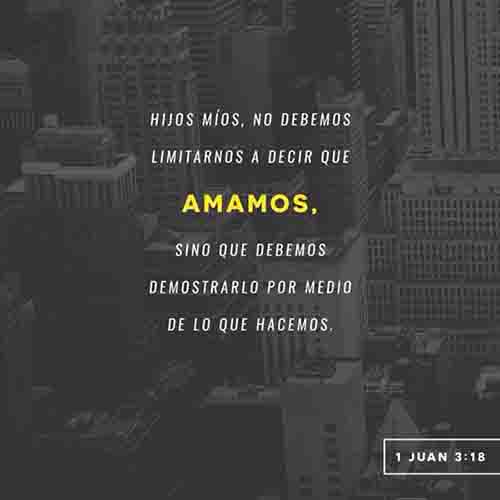 HIJOS MÍOS, NO DEBEMOS
LIMITARNOS A DECIR QUE
AMAMOS,
SINO QUE DEBEMOS
DEMOSTRARLO POR MEDIO
DE LO QUE HACEMOS.
1 JUAN 3:18